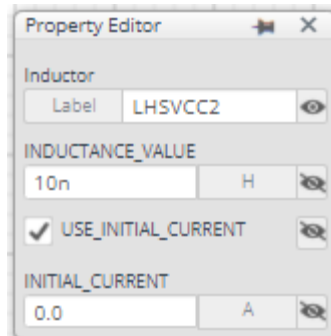 Property Editor
Inductor
Label LHSVCC2
INDUCTANCE_VALUE
10n H
USE_INITIAL_CURRENT
INITIAL_CURRENT
0.0 A